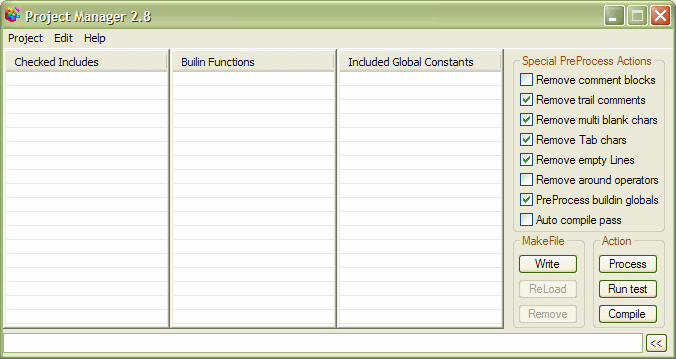 Project Manager 2.8
Project Edit Help
Checked Includes
Builin Functions
Included Global Constants
Special PreProcess Actions
Remove comment blocks
Remove trail comments
Remove multi blank chars
Remove Tab chars
Remove empty Lines
Remove around operators
PreProcess buildin globals
Auto compile pass
MakeFile
Write
ReLoad
Remove
Action
Process
Run test
Compile
<<